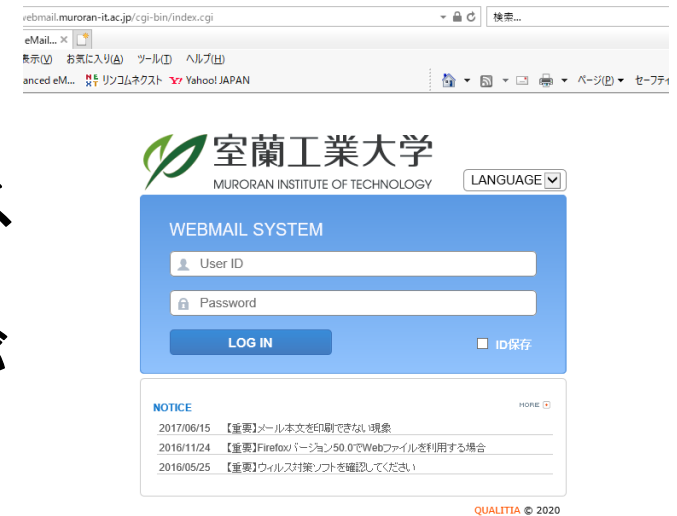 webmail.muroran-it.ac.jp/cgi-bin/index.cgi
検索...
eMail...
表示(V) お気に入り(A) ツール(T) ヘルプ(H)
anced eM... リンコムネクスト Yahoo! JAPAN
ページ(P) セーフティ
室蘭工業大学
MURORAN INSTITUTE OF TECHNOLOGY
LANGUAGE
WEBMAIL SYSTEM
User ID
Password
LOG IN
ID保存
NOTICE
MORE
2017/06/15 【重要】メール本文を印刷できない現象
2016/11/24 【重要】Firefoxバージョン50.0でWebファイルを利用する場合
2016/05/25 【重要】ウィルス対策ソフトを確認してください
QUALITIA © 2020